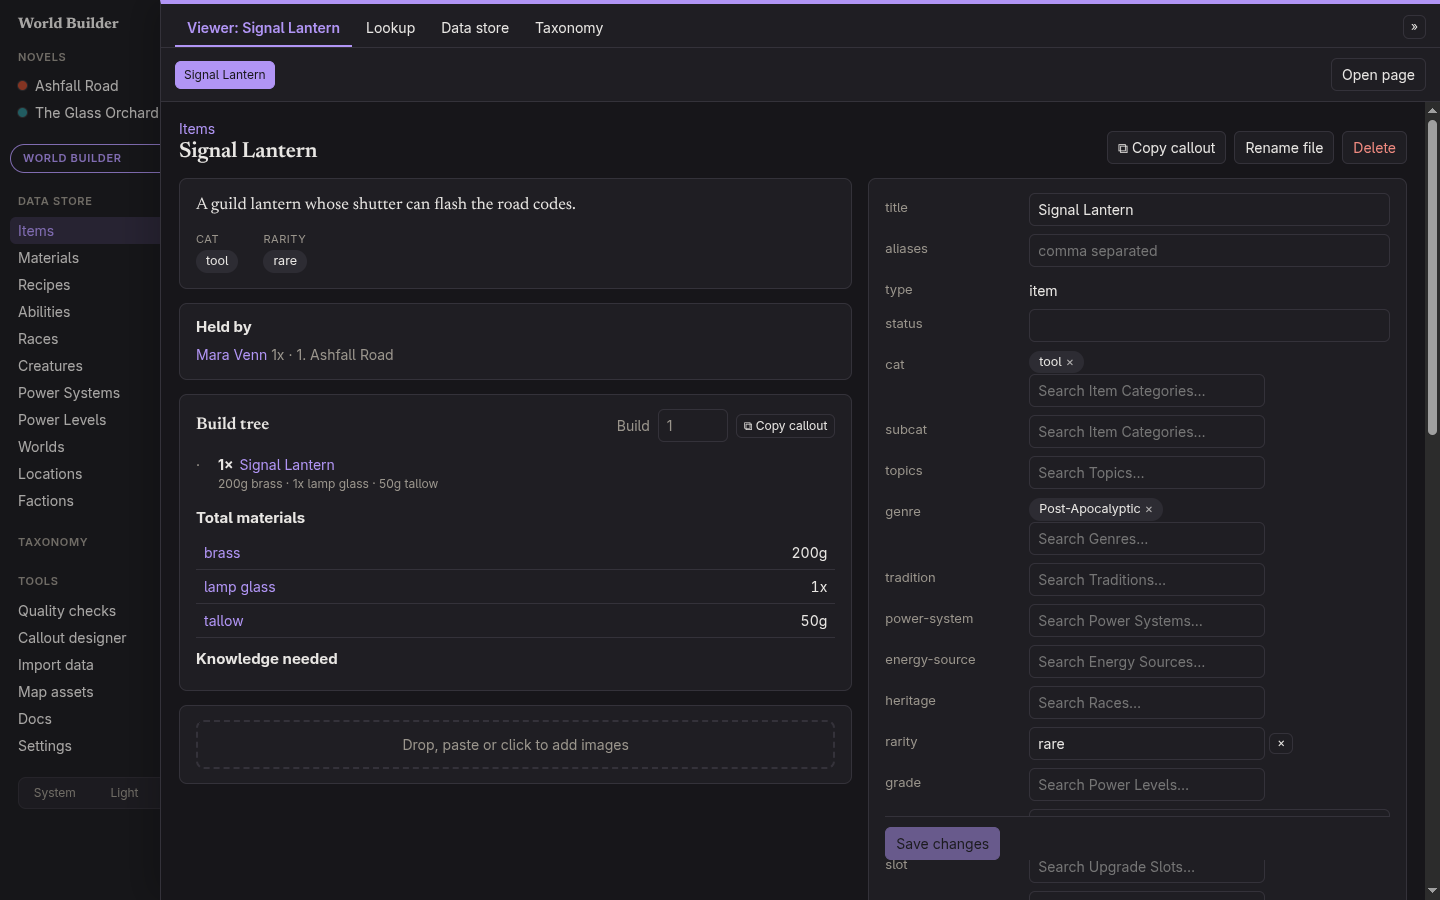 World Builder
NOVELS
Ashfall Road
The Glass Orchard
WORLD BUILDER
DATA STORE
Items
Materials
Recipes
Abilities
Races
Creatures
Power Systems
Power Levels
Worlds
Locations
Factions
TAXONOMY
TOOLS
Quality checks
Callout designer
Import data
Map assets
Docs
Settings
System Light
Viewer: Signal Lantern Lookup Data store Taxonomy »
Signal Lantern Open page
Items
Signal Lantern
⧉ Copy callout Rename file Delete
A guild lantern whose shutter can flash the road codes.
CAT RARITY
tool rare
Held by
Mara Venn 1x · 1. Ashfall Road
Build tree Build 1 ⧉ Copy callout
· 1× Signal Lantern
200g brass · 1x lamp glass · 50g tallow
Total materials
brass 200g
lamp glass 1x
tallow 50g
Knowledge needed
Drop, paste or click to add images
title Signal Lantern
aliases comma separated
type item
status
cat tool ×
Search Item Categories...
subcat Search Item Categories...
topics Search Topics...
genre Post-Apocalyptic ×
Search Genres...
tradition Search Traditions...
power-system Search Power Systems...
energy-source Search Energy Sources...
heritage Search Races...
rarity rare ×
grade Search Power Levels...
Save changes
slot Search Upgrade Slots...